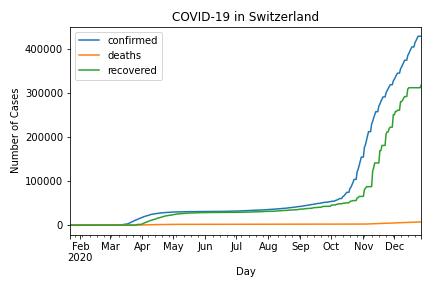 COVID-19 in Switzerland
confirmed
deaths
recovered
Number of Cases
400000
300000
200000
100000
0
Feb Mar Apr May Jun Jul Aug Sep Oct Nov Dec
2020
Day